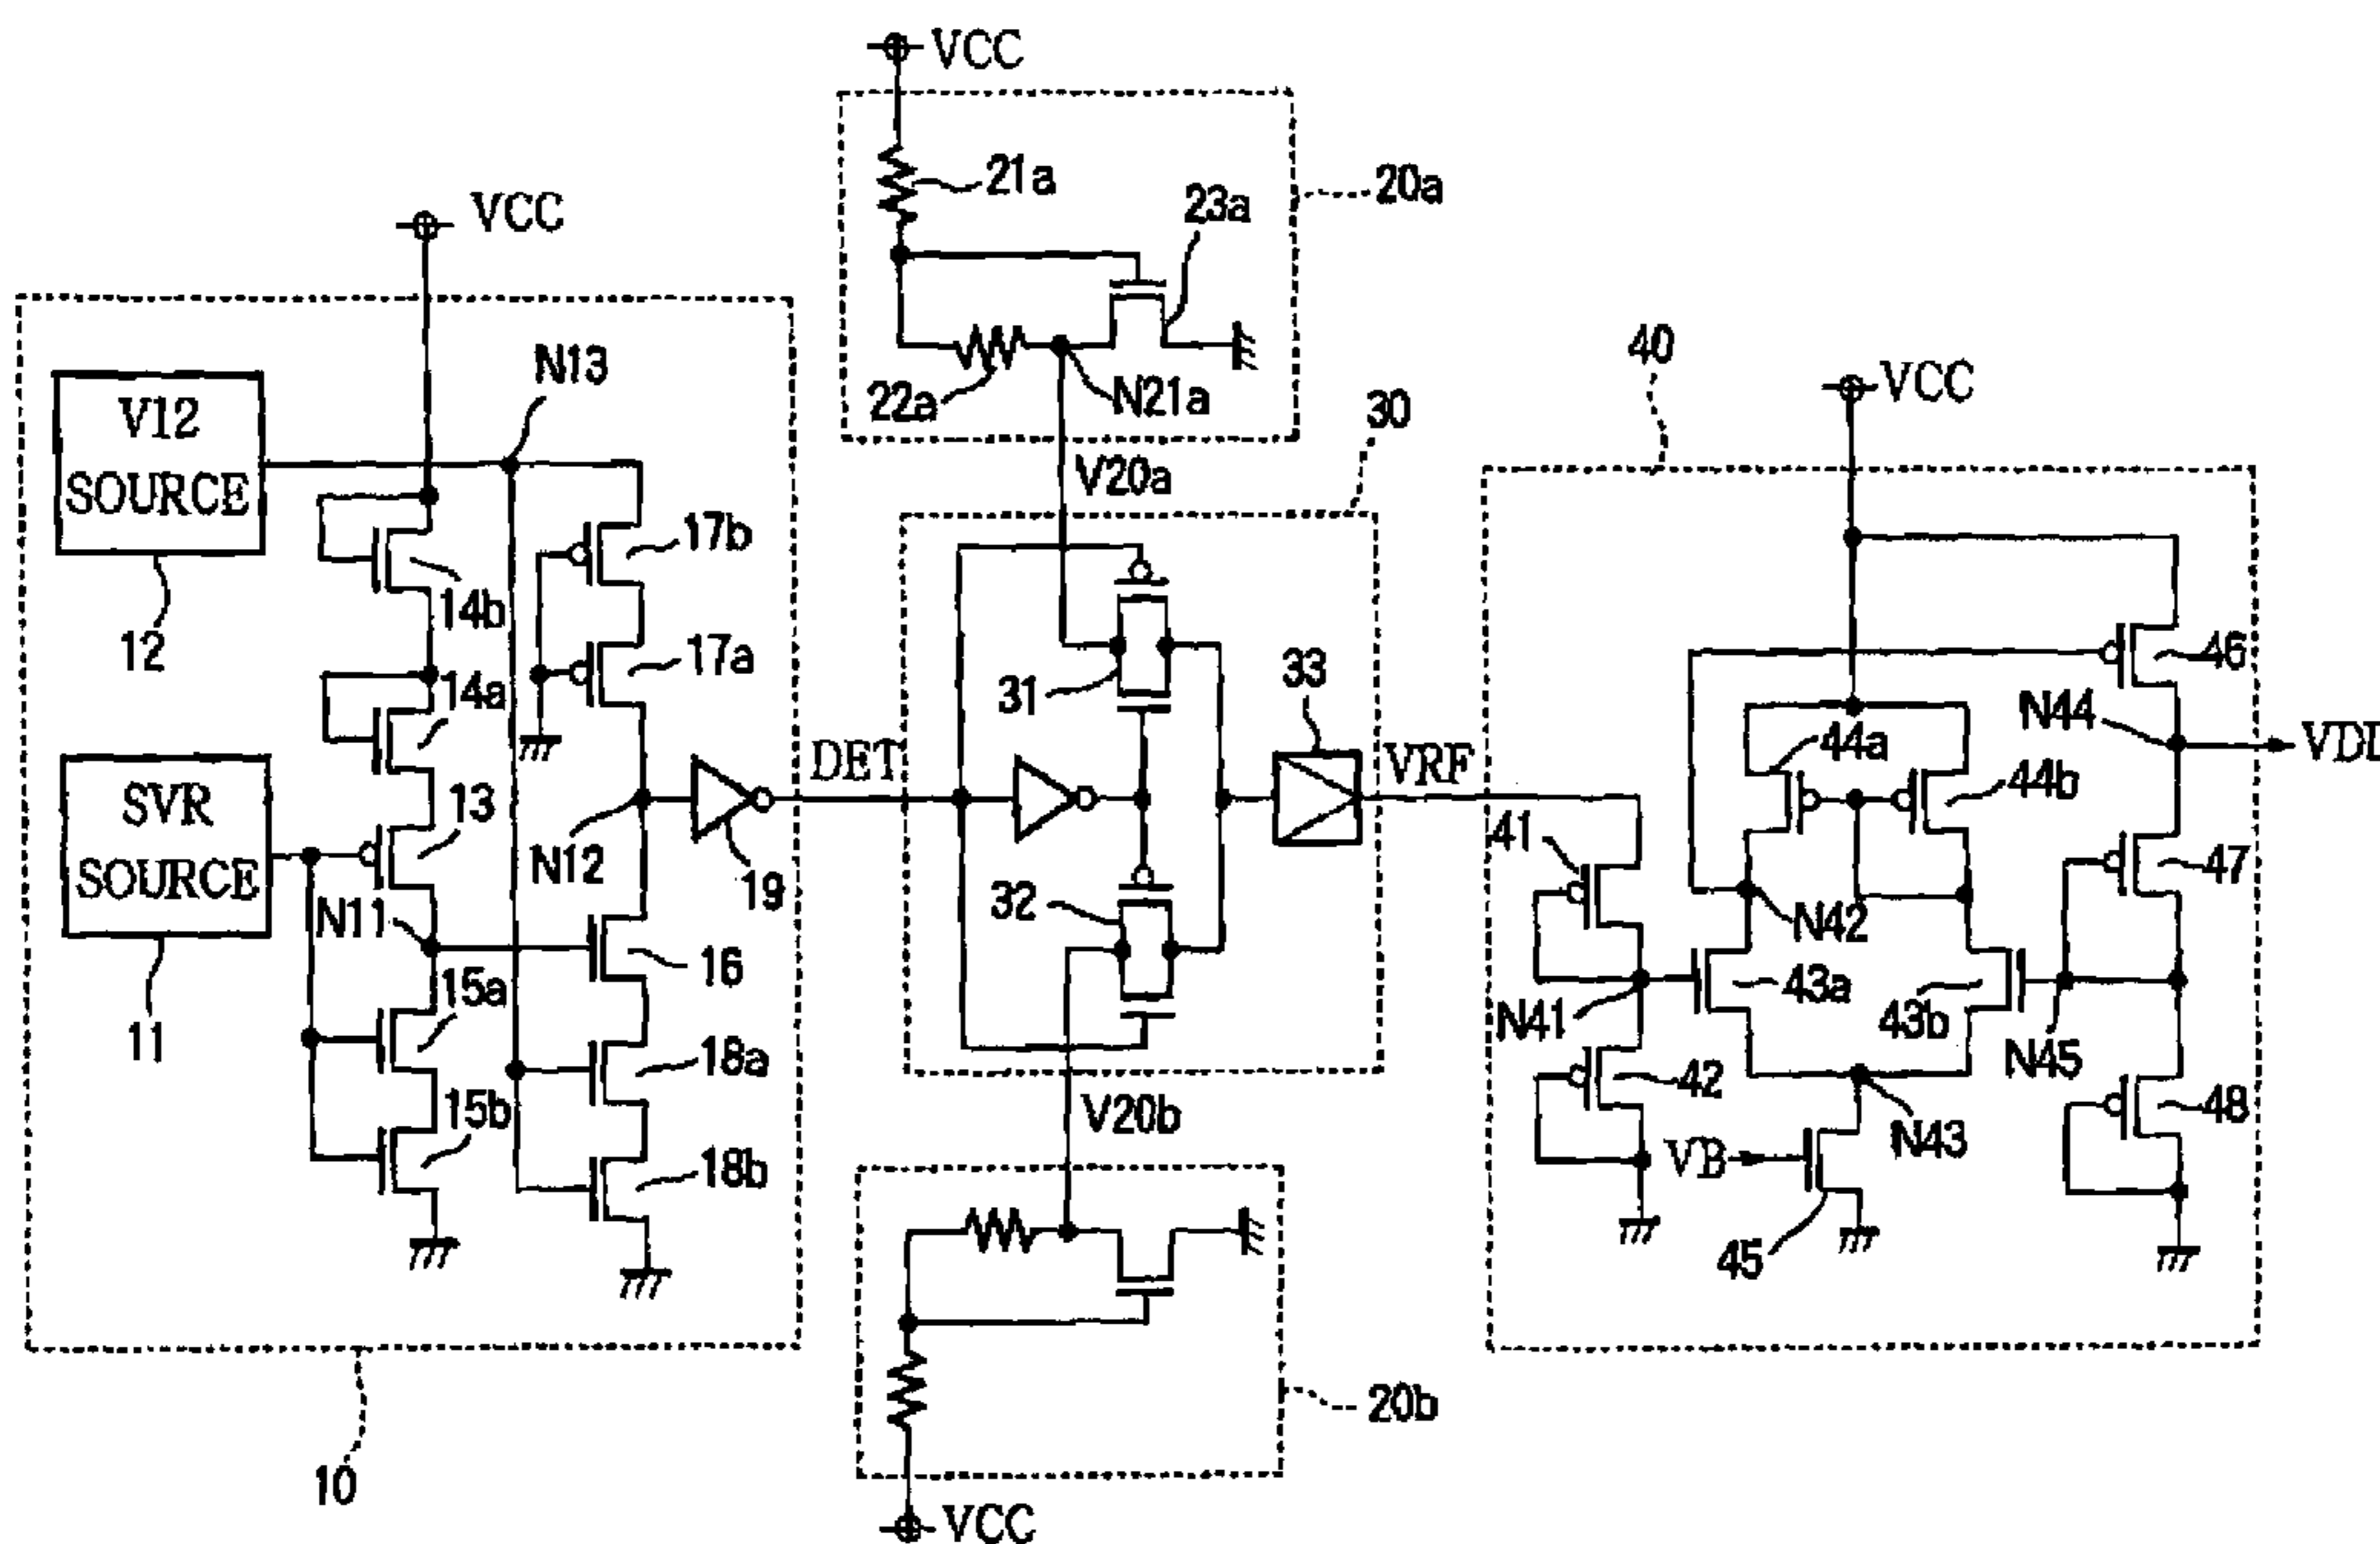 VCC
VCC
21a
23a
20a
N13
V12
SOURCE
22a
N21a
30
40
VCC
V20a
17b
14b
12
17a
14a
31
33
46
N44
VDD
44a
44b
SVR
SOURCE
13
N12
19
DET
VRF
41
47
N11
11
15a
16
32
N42
43a
43b
N41
N45
15b
18a
18b
V20b
42
VB
N43
48
45
10
20b
VCC